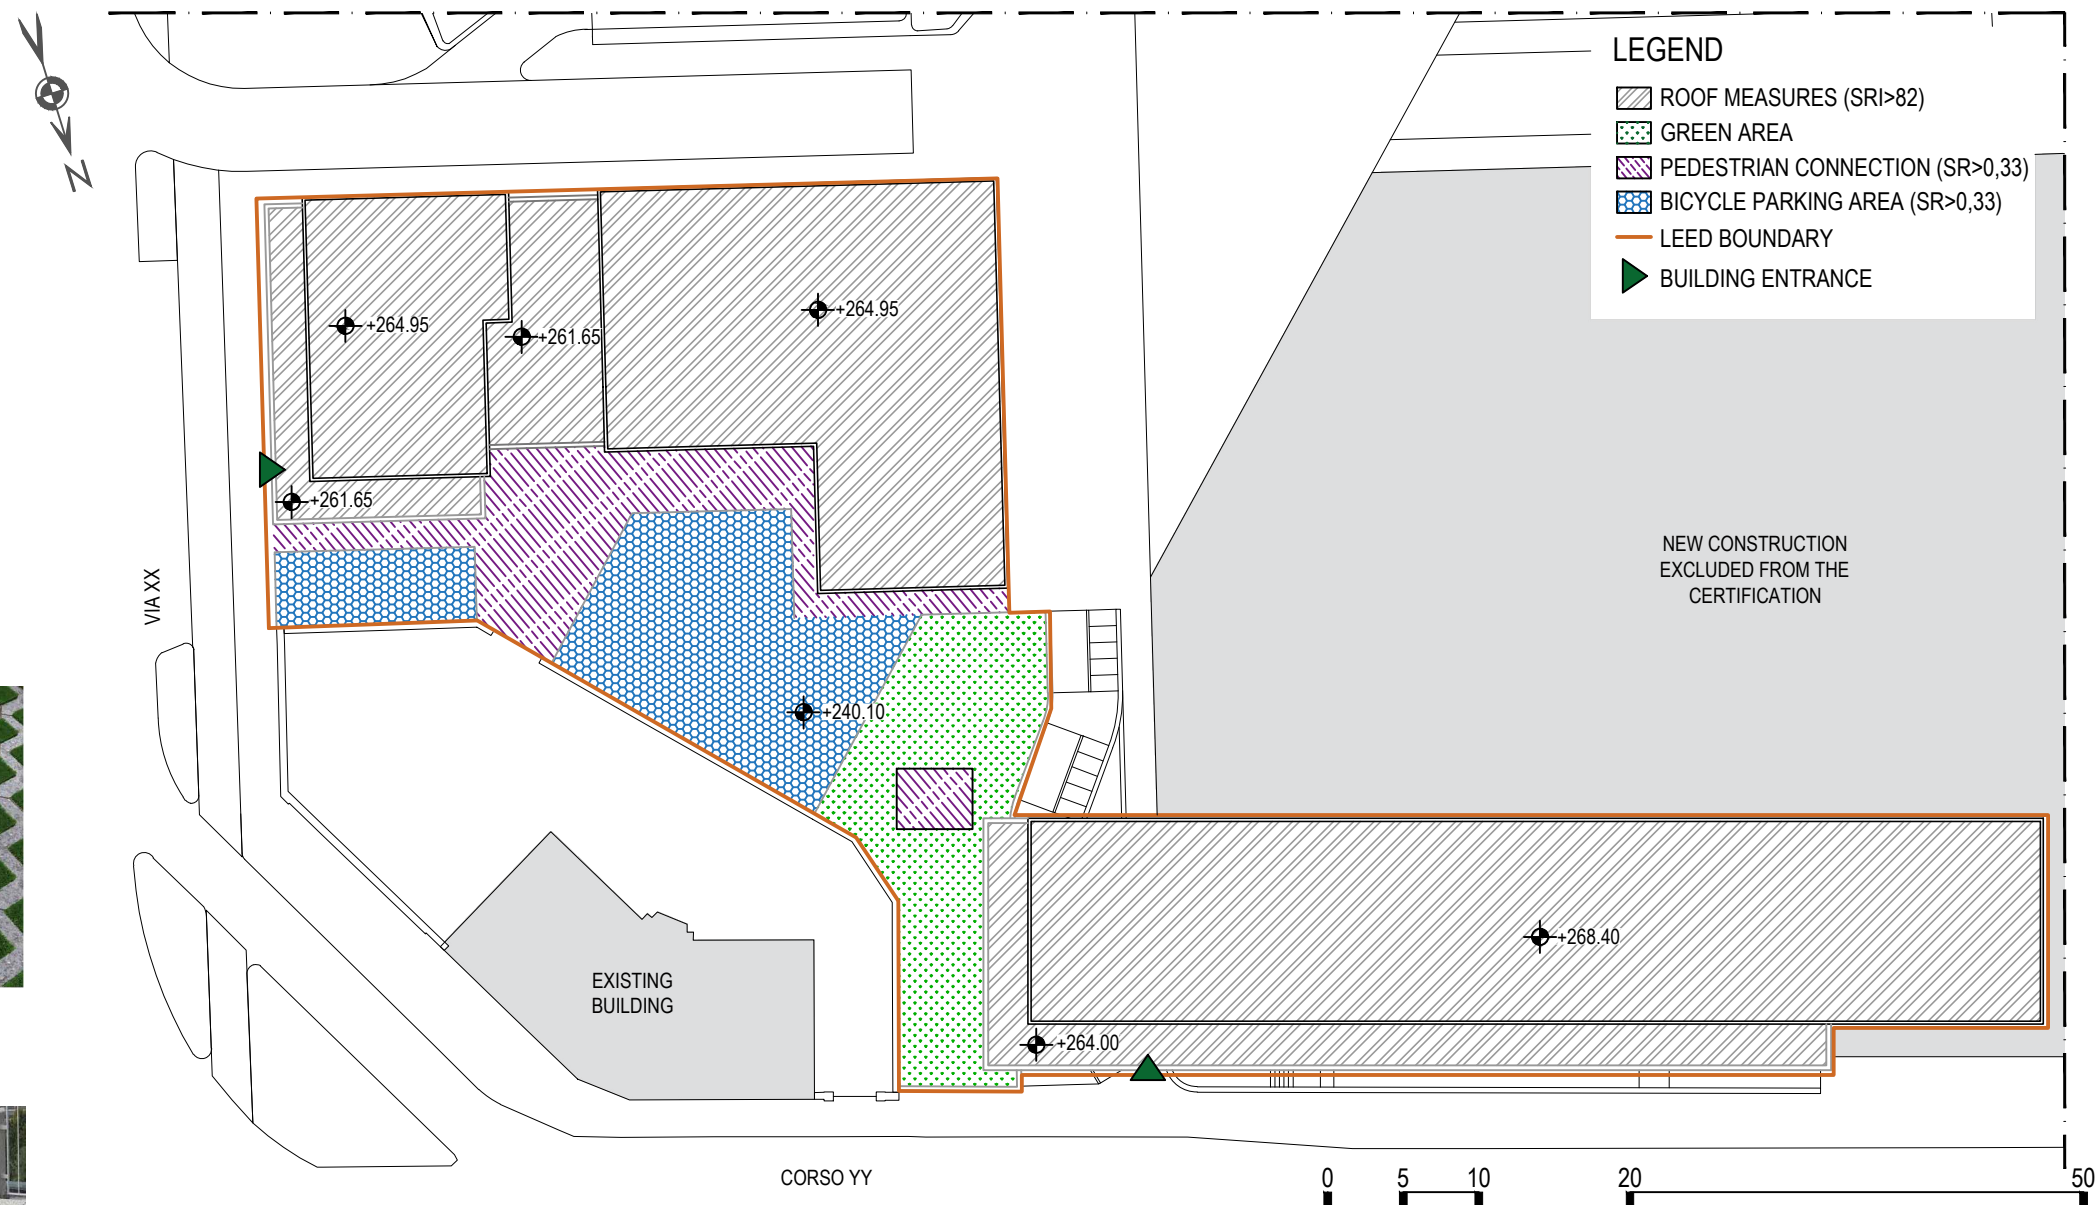 N
LEGEND
ROOF MEASURES (SRI>82)
GREEN AREA
PEDESTRIAN CONNECTION (SR>0,33)
BICYCLE PARKING AREA (SR>0,33)
LEED BOUNDARY
BUILDING ENTRANCE
+264.95
+261.65
+264.95
+261.65
NEW CONSTRUCTION
EXCLUDED FROM THE
CERTIFICATION
VIA XX
+240.10
+268.40
EXISTING
BUILDING
+264.00
CORSO YY
0 5 10 20 50